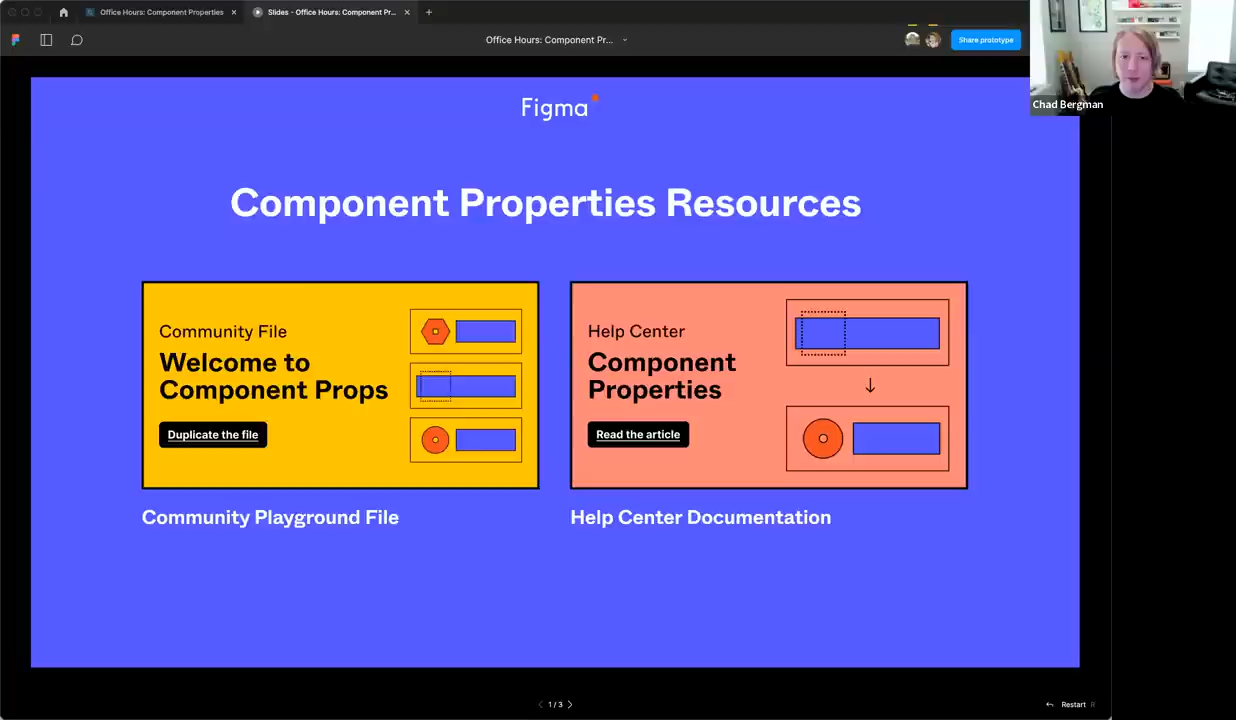 Office Hours: Component Properties
Slides - Office Hours: Component Pr...
Office Hours: Component Pr...
Share prototype
Chad Bergman
Figma
Component Properties Resources
Community File
Welcome to
Component Props
Duplicate the file
Help Center
Component
Properties
Read the article
Community Playground File
Help Center Documentation
1 / 3
Restart R